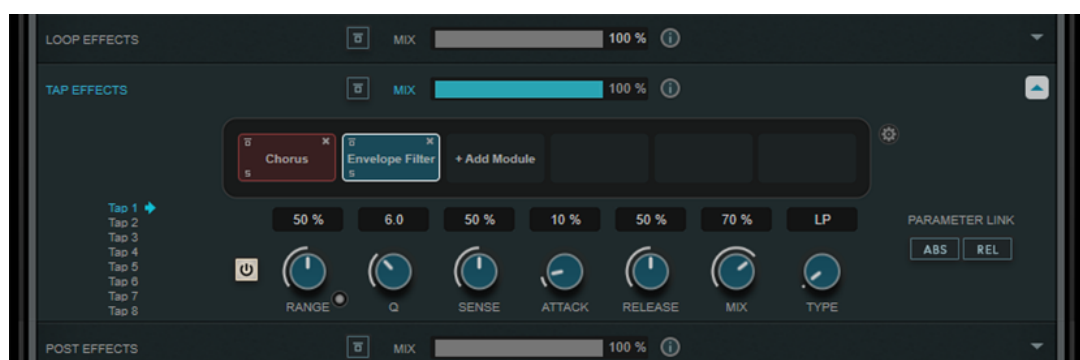 LOOP EFFECTS MIX 100 %
TAP EFFECTS MIX 100 %
Chorus Envelope Filter + Add Module
S S
Tap 1
Tap 2
Tap 3
Tap 4
Tap 5
Tap 6
Tap 7
Tap 8
50 % 6.0 50 % 10 % 50 % 70 % LP
RANGE Q SENSE ATTACK RELEASE MIX TYPE
PARAMETER LINK
ABS REL
POST EFFECTS MIX 100 %